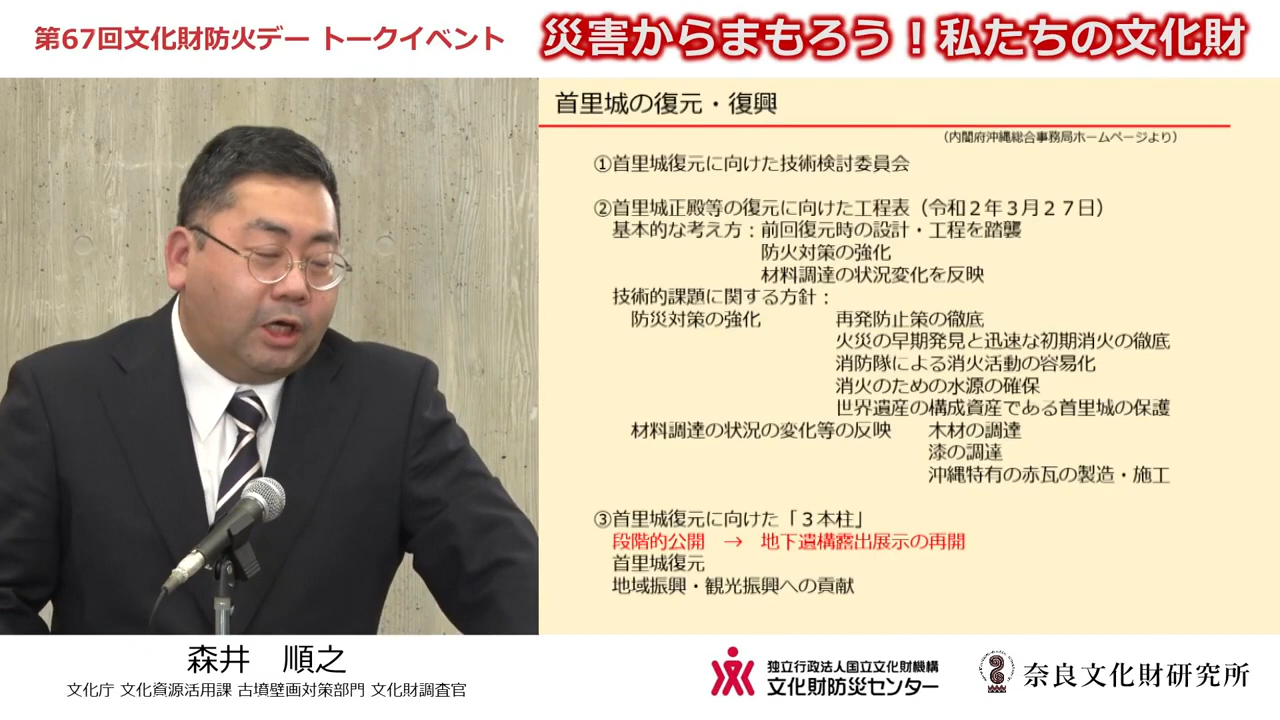 第67回文化財防火デー トークイベント 災害からまもろう！私たちの文化財
首里城の復元・復興
（内閣府沖縄総合事務局ホームページより）
①首里城復元に向けた技術検討委員会
②首里城正殿等の復元に向けた工程表（令和２年３月２７日）
基本的な考え方：前回復元時の設計・工程を踏襲
防火対策の強化
材料調達の状況変化を反映
技術的課題に関する方針：
防災対策の強化 再発防止策の徹底
火災の早期発見と迅速な初期消火の徹底
消防隊による消火活動の容易化
消火のための水源の確保
世界遺産の構成資産である首里城の保護
材料調達の状況の変化等の反映 木材の調達
漆の調達
沖縄特有の赤瓦の製造・施工
③首里城復元に向けた「３本柱」
段階的公開 → 地下遺構露出展示の再開
首里城復元
地域振興・観光振興への貢献
森井 順之
文化庁 文化資源活用課 古墳壁画対策部門 文化財調査官
独立行政法人国立文化財機構
文化財防災センター
奈良文化財研究所